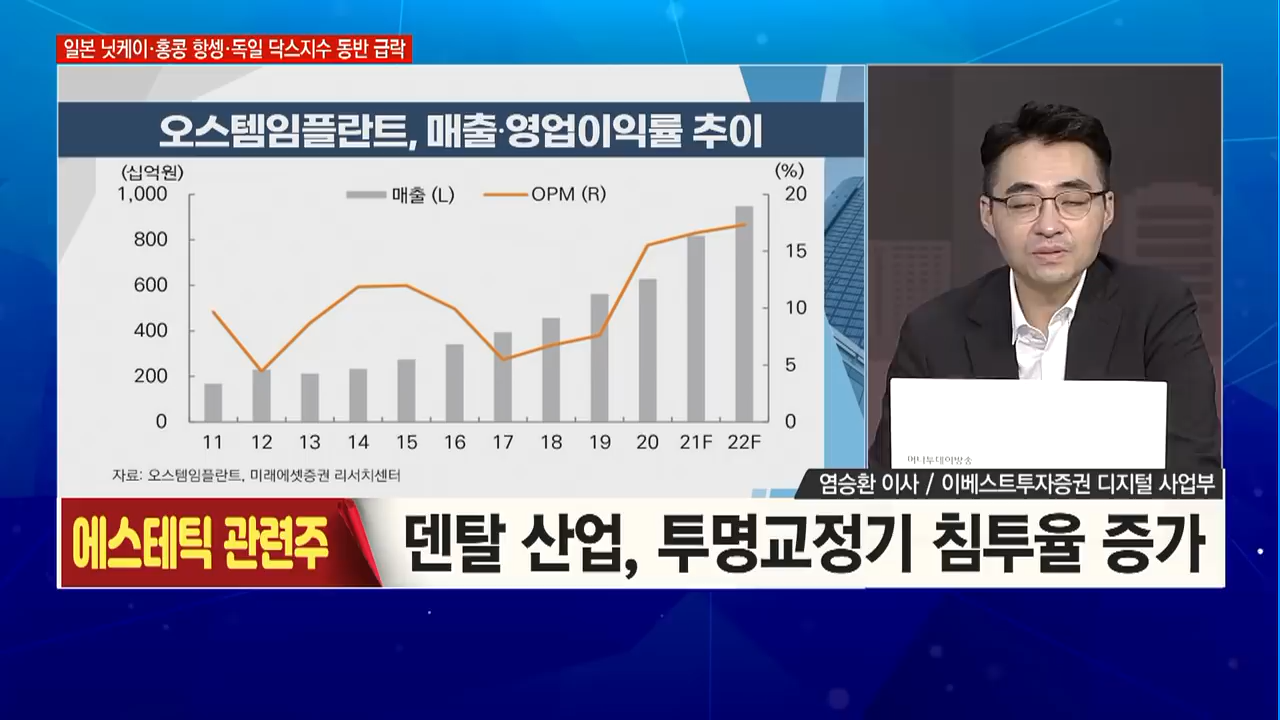 일본 닛케이·홍콩 항셍·독일 닥스지수 동반 급락
오스템임플란트, 매출·영업이익률 추이
(십억원)
(%)
매출 (L)
OPM (R)
1,000
800
600
400
200
0
20
15
10
5
0
11 12 13 14 15 16 17 18 19 20 21F 22F
자료: 오스템임플란트, 미래에셋증권 리서치센터
염승환 이사 / 이베스트투자증권 디지털 사업부
에스테틱 관련주
덴탈 산업, 투명교정기 침투율 증가